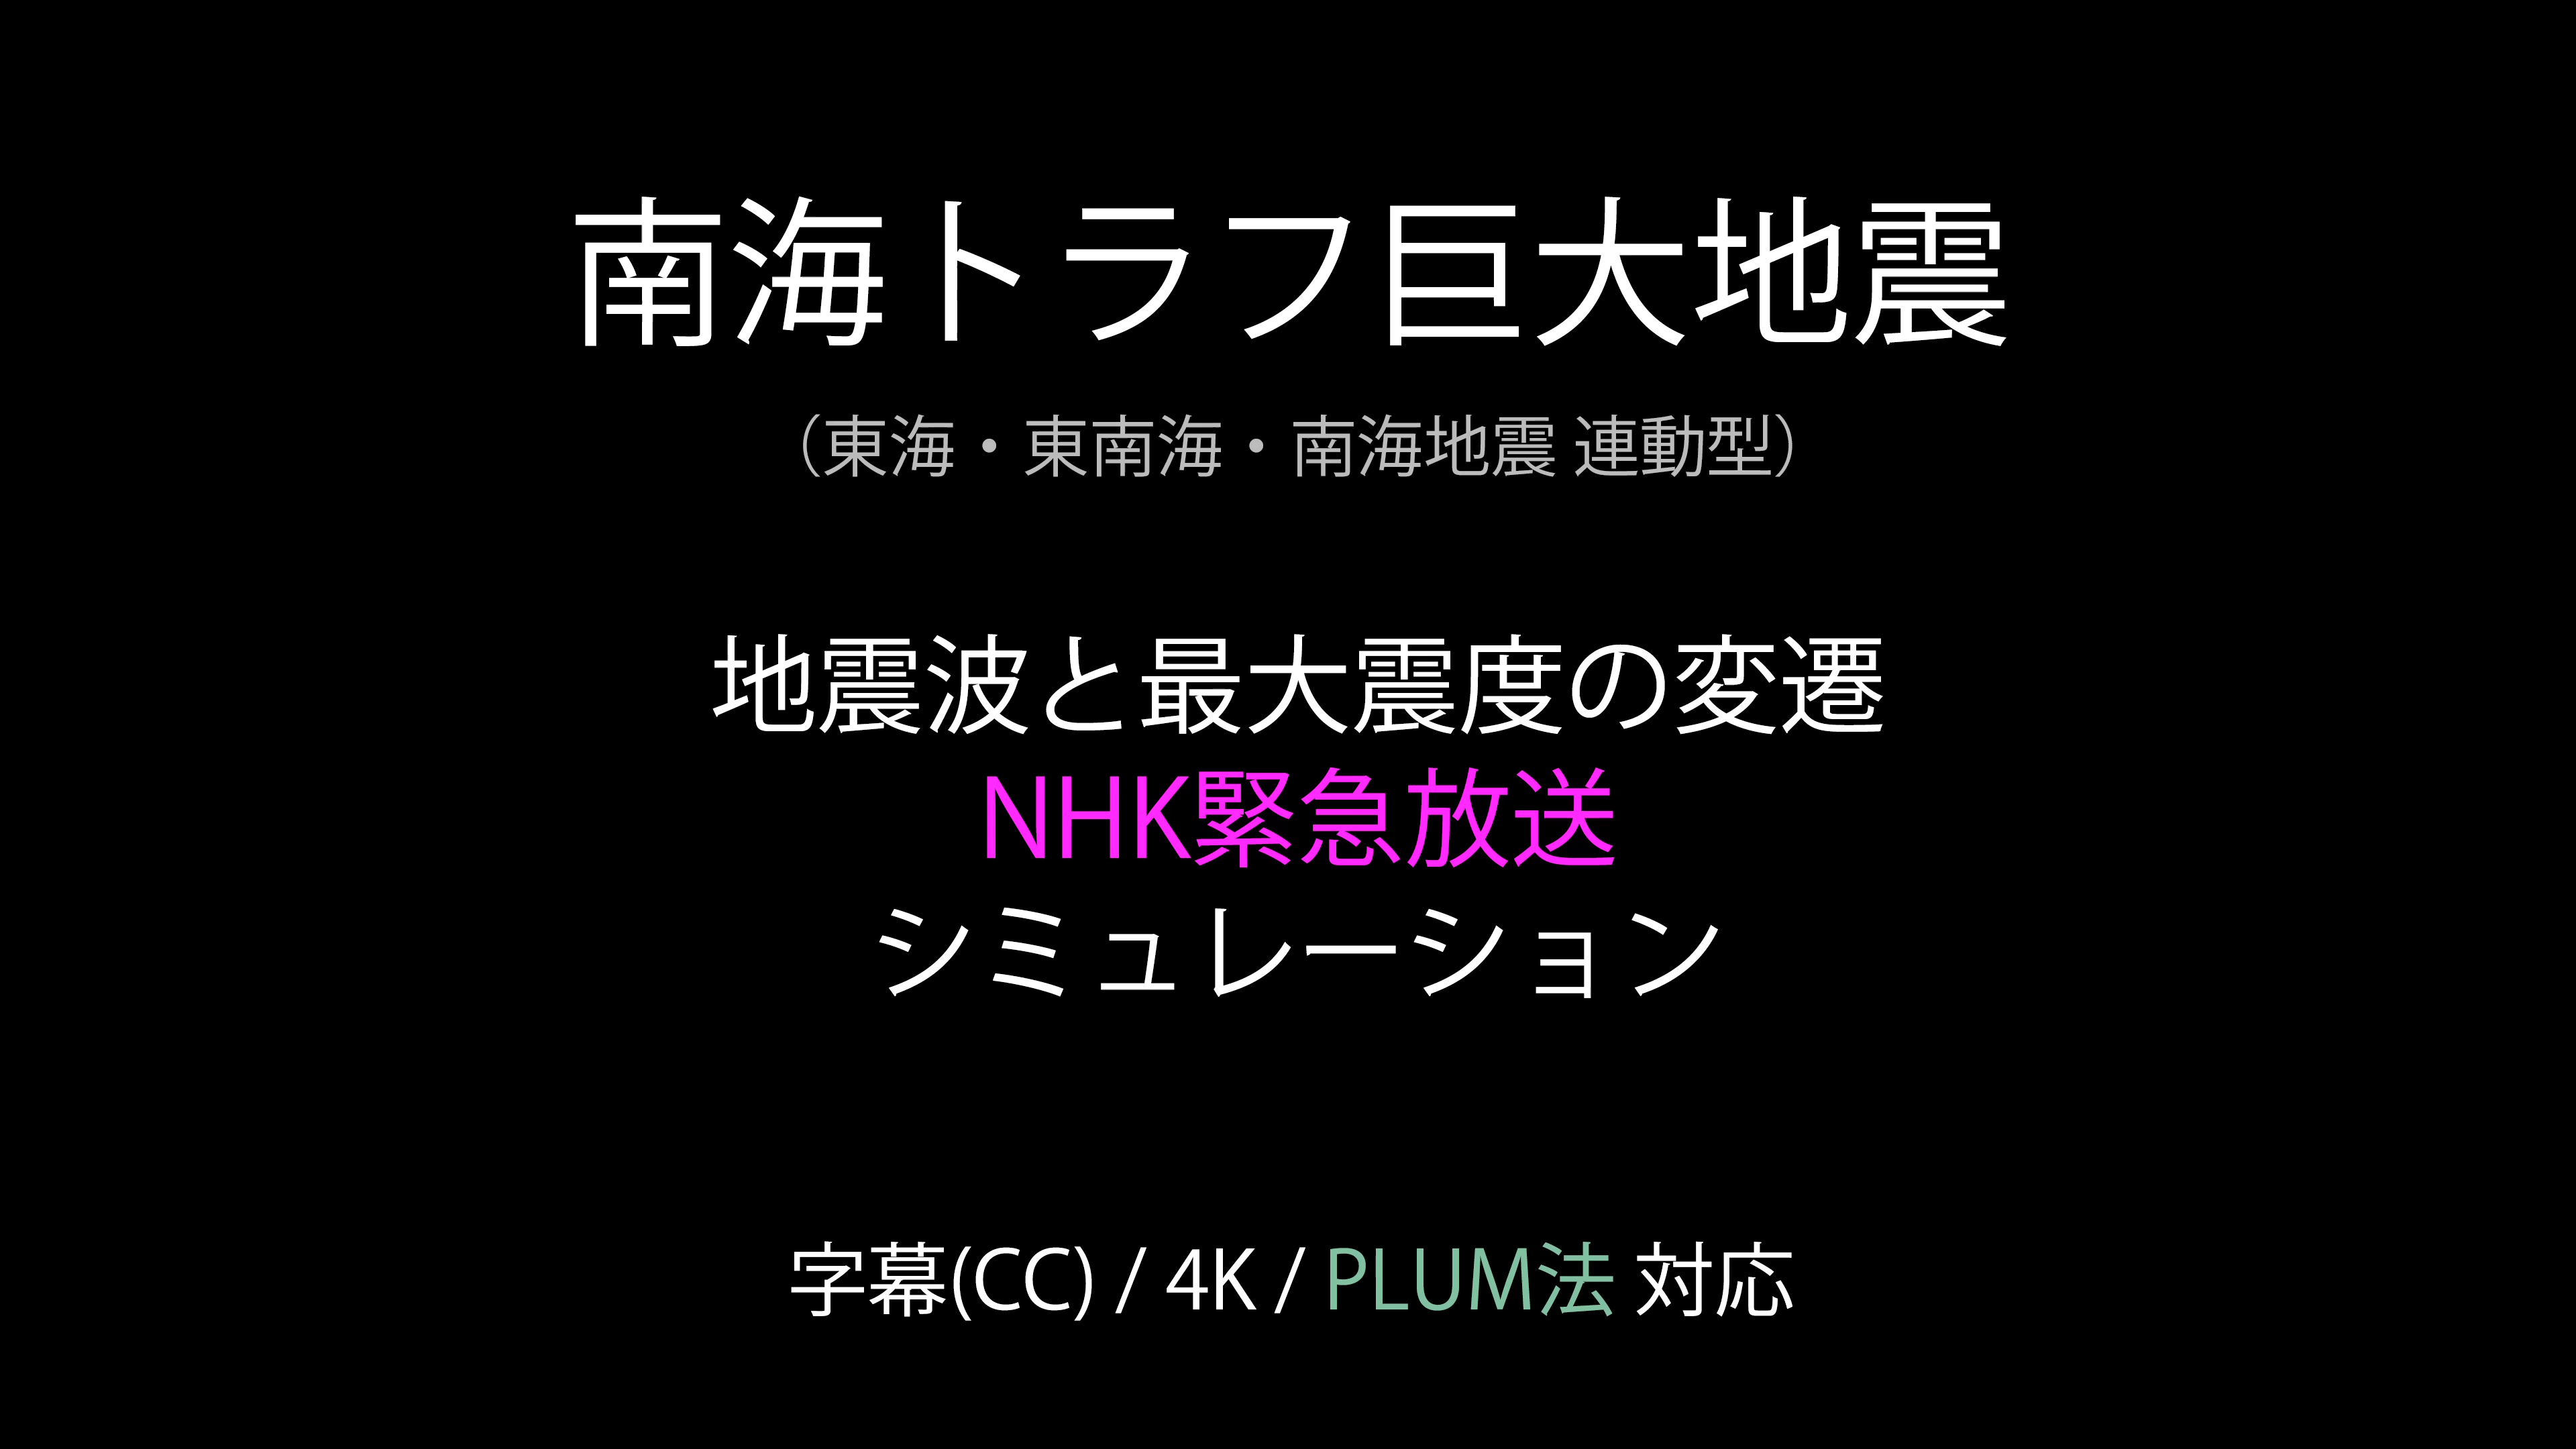 南海トラフ巨大地震
（東海・東南海・南海地震 連動型）
地震波と最大震度の変遷
NHK緊急放送
シミュレーション
字幕(CC) / 4K / PLUM法 対応